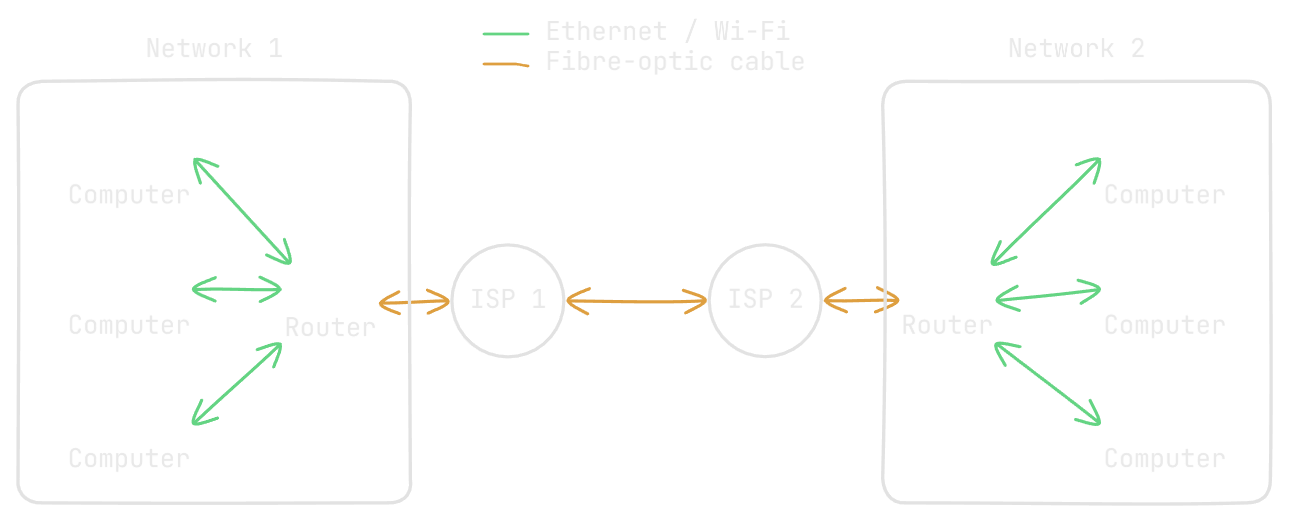 Ethernet / Wi-Fi
Fibre-optic cable
Network 1
Network 2
Computer
Computer
Computer
Router
ISP 1
ISP 2
Router
Computer
Computer
Computer